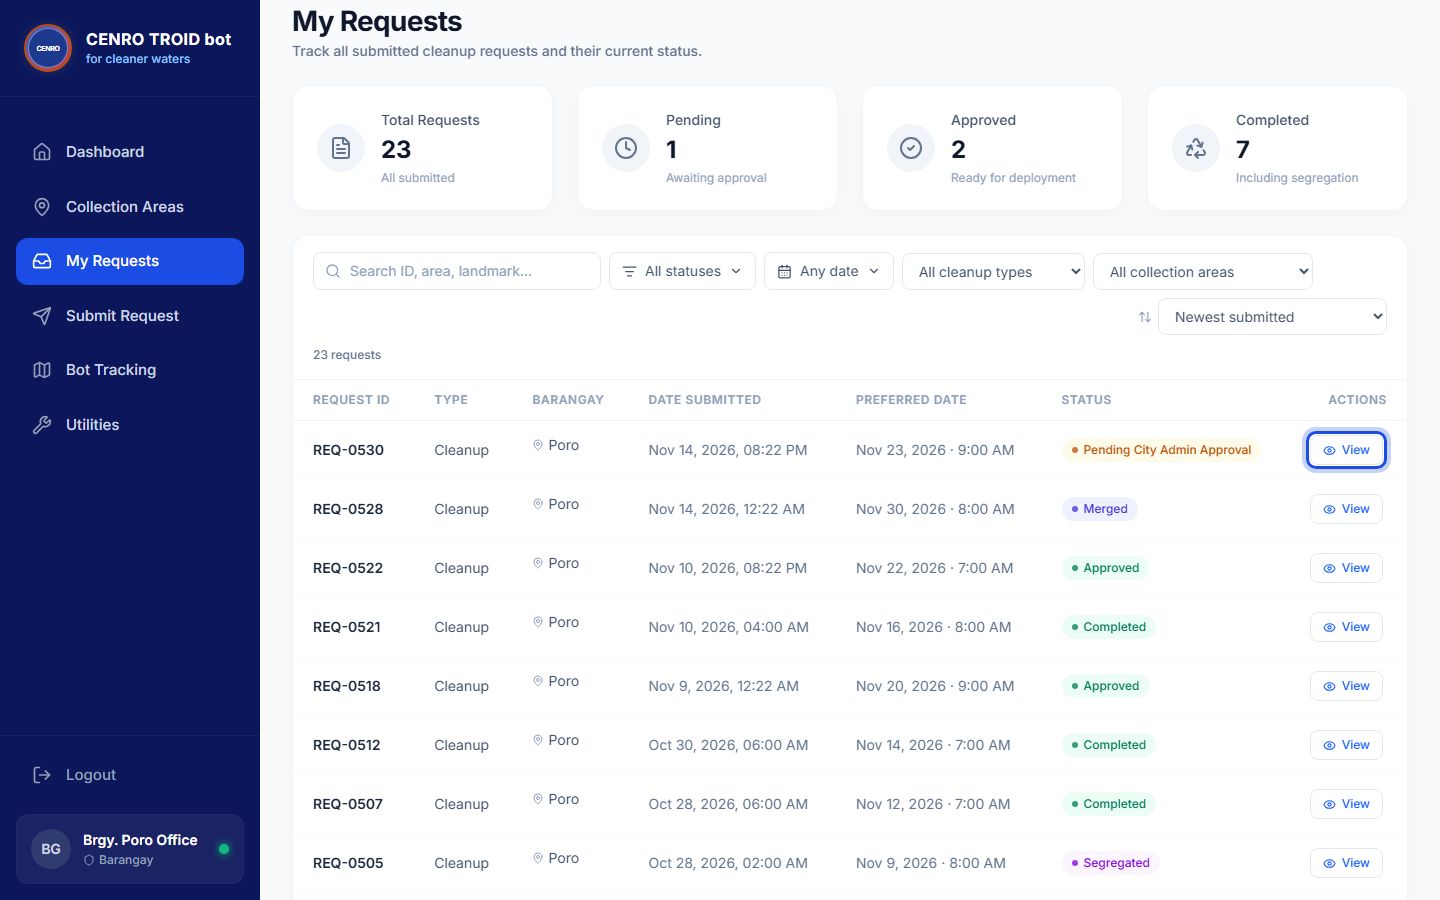 CENRO
CENRO TROID bot
for cleaner waters
Dashboard
Collection Areas
My Requests
Submit Request
Bot Tracking
Utilities
Logout
BG
Brgy. Poro Office
Barangay
My Requests
Track all submitted cleanup requests and their current status.
Total Requests
23
All submitted
Pending
1
Awaiting approval
Approved
2
Ready for deployment
Completed
7
Including segregation
Search ID, area, landmark...
All statuses
Any date
All cleanup types
All collection areas
Newest submitted
23 requests
REQUEST ID TYPE BARANGAY DATE SUBMITTED PREFERRED DATE STATUS ACTIONS
REQ-0530 Cleanup Poro Nov 14, 2026, 08:22 PM Nov 23, 2026 · 9:00 AM Pending City Admin Approval View
REQ-0528 Cleanup Poro Nov 14, 2026, 12:22 AM Nov 30, 2026 · 8:00 AM Merged View
REQ-0522 Cleanup Poro Nov 10, 2026, 08:22 PM Nov 22, 2026 · 7:00 AM Approved View
REQ-0521 Cleanup Poro Nov 10, 2026, 04:00 AM Nov 16, 2026 · 8:00 AM Completed View
REQ-0518 Cleanup Poro Nov 9, 2026, 12:22 AM Nov 20, 2026 · 9:00 AM Approved View
REQ-0512 Cleanup Poro Oct 30, 2026, 06:00 AM Nov 14, 2026 · 7:00 AM Completed View
REQ-0507 Cleanup Poro Oct 28, 2026, 06:00 AM Nov 12, 2026 · 7:00 AM Completed View
REQ-0505 Cleanup Poro Oct 28, 2026, 02:00 AM Nov 9, 2026 · 8:00 AM Segregated View